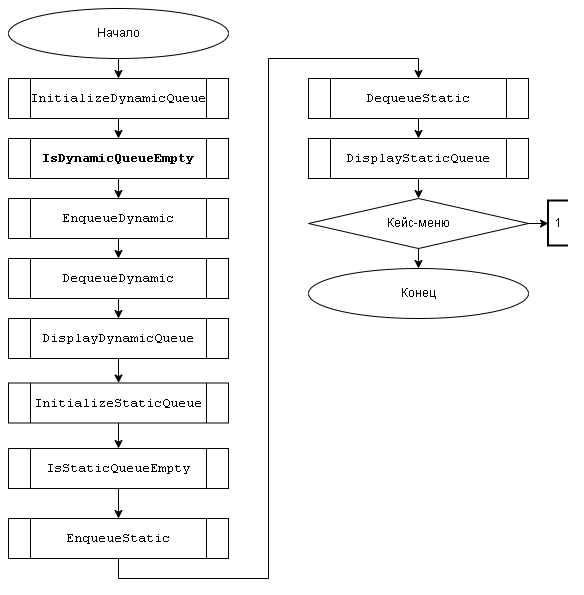 Начало
InitializeDynamicQueue
IsDynamicQueueEmpty
EnqueueDynamic
DequeueDynamic
DisplayDynamicQueue
InitializeStaticQueue
IsStaticQueueEmpty
EnqueueStatic
DequeueStatic
DisplayStaticQueue
Кейс-меню
1
Конец